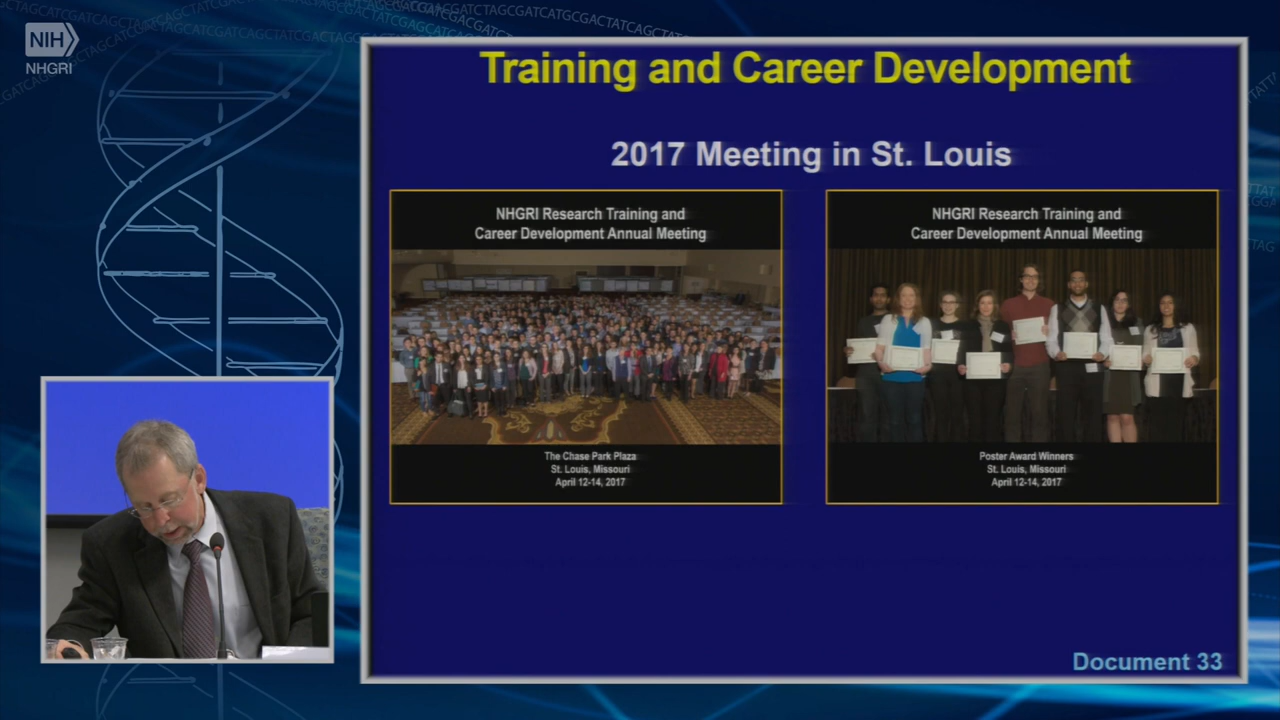 NIH
NHGRI
Training and Career Development
2017 Meeting in St. Louis
NHGRI Research Training and
Career Development Annual Meeting
The Chase Park Plaza
St. Louis, Missouri
April 12-14, 2017
NHGRI Research Training and
Career Development Annual Meeting
Poster Award Winners
St. Louis, Missouri
April 12-14, 2017
Document 33